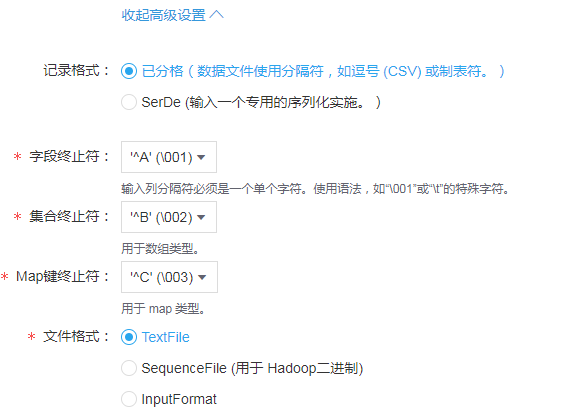 收起高级设置
记录格式： 已分格（数据文件使用分隔符，如逗号 (CSV) 或制表符。）
SerDe (输入一个专用的序列化实施。）
* 字段终止符： '^A' (\001)
输入列分隔符必须是一个单个字符。使用语法，如“\001”或“\t”的特殊字符。
* 集合终止符： '^B' (\002)
用于数组类型。
* Map键终止符： '^C' (\003)
用于 map 类型。
* 文件格式： TextFile
SequenceFile (用于 Hadoop二进制)
InputFormat